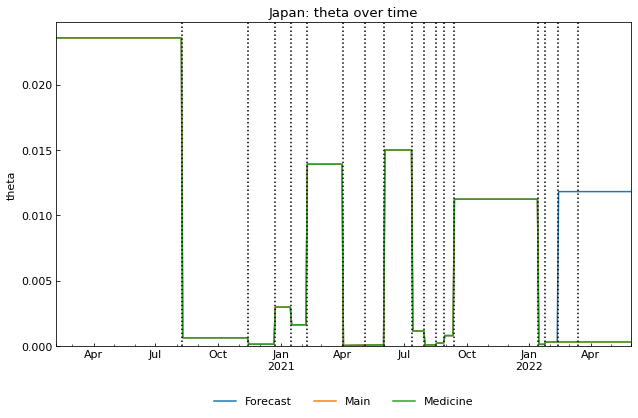 Japan: theta over time
theta
0.020
0.015
0.010
0.005
0.000
Apr Jul Oct Jan Apr Jul Oct Jan Apr
2021 2022
Forecast Main Medicine